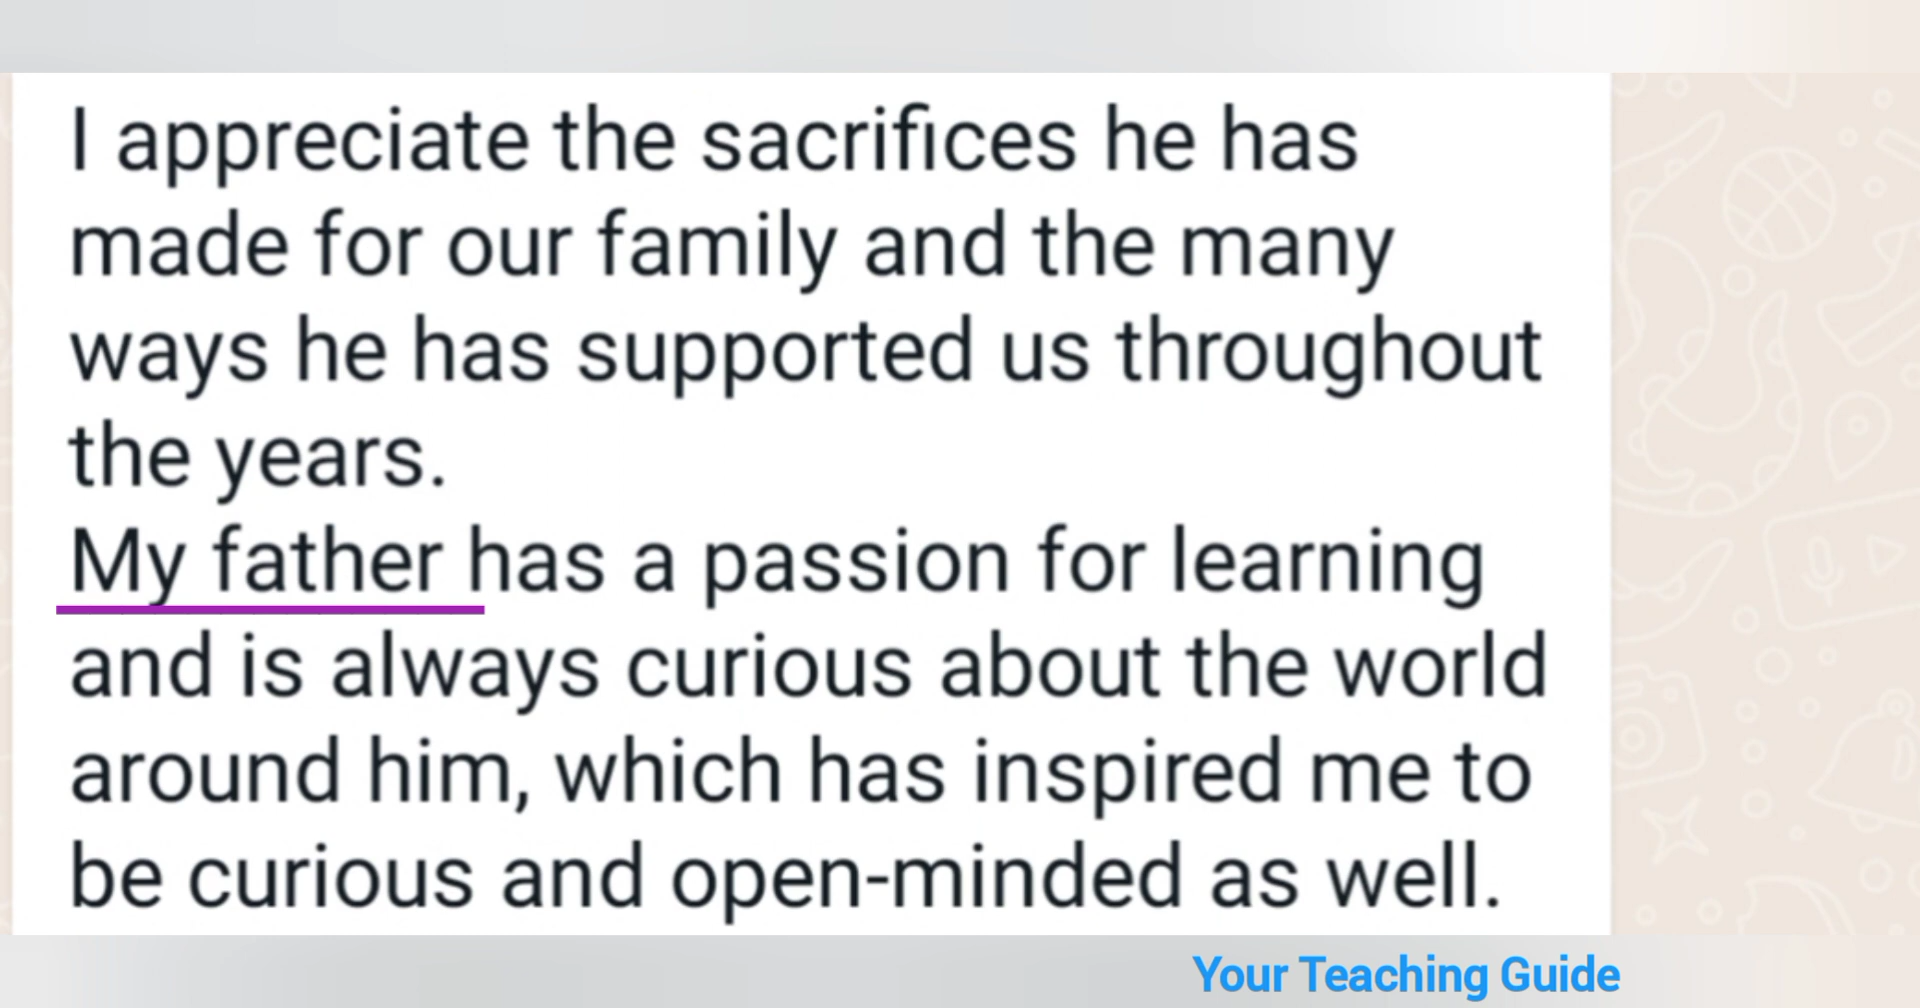 I appreciate the sacrifices he has
made for our family and the many
ways he has supported us throughout
the years.
My father has a passion for learning
and is always curious about the world
around him, which has inspired me to
be curious and open-minded as well.
Your Teaching Guide